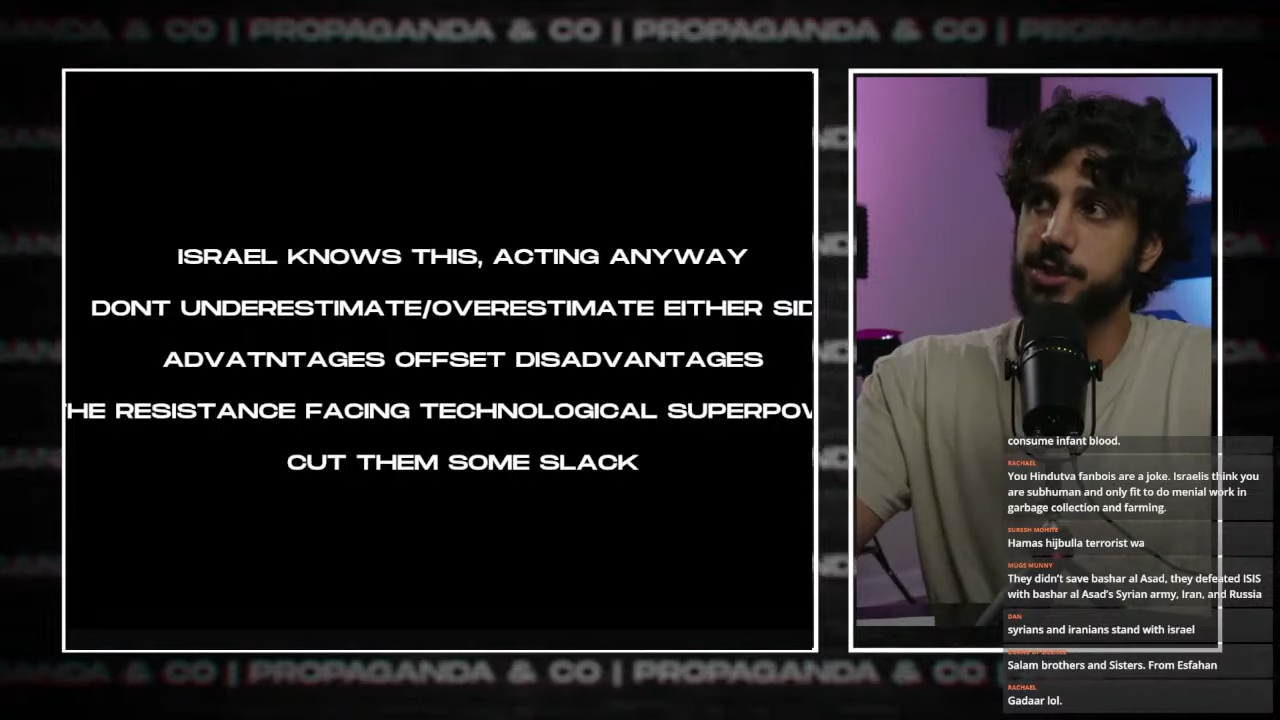 & CO | PROPAGANDA & CO | PROPAGANDA & CO | PROPAGANDA
ISRAEL KNOWS THIS, ACTING ANYWAY
DONT UNDERESTIMATE/OVERESTIMATE EITHER SID
ADVATNTAGES OFFSET DISADVANTAGES
THE RESISTANCE FACING TECHNOLOGICAL SUPERPOW
CUT THEM SOME SLACK
consume infant blood.
RACHAEL
You Hindutva fanbois are a joke. Israelis think you
are subhuman and only fit to do menial work in
garbage collection and farming.
SURESH MOHITE
Hamas hijbulla terrorist wa
MUGS MUNNY
They didn't save bashar al Asad, they defeated ISIS
with bashar al Asad's Syrian army, Iran, and Russia
DAN
syrians and iranians stand with israel
Salam brothers and Sisters. From Esfahan
RACHAEL
Gadaar lol.
& CO | PROPAGANDA & CO | PROPAGANDA & CO